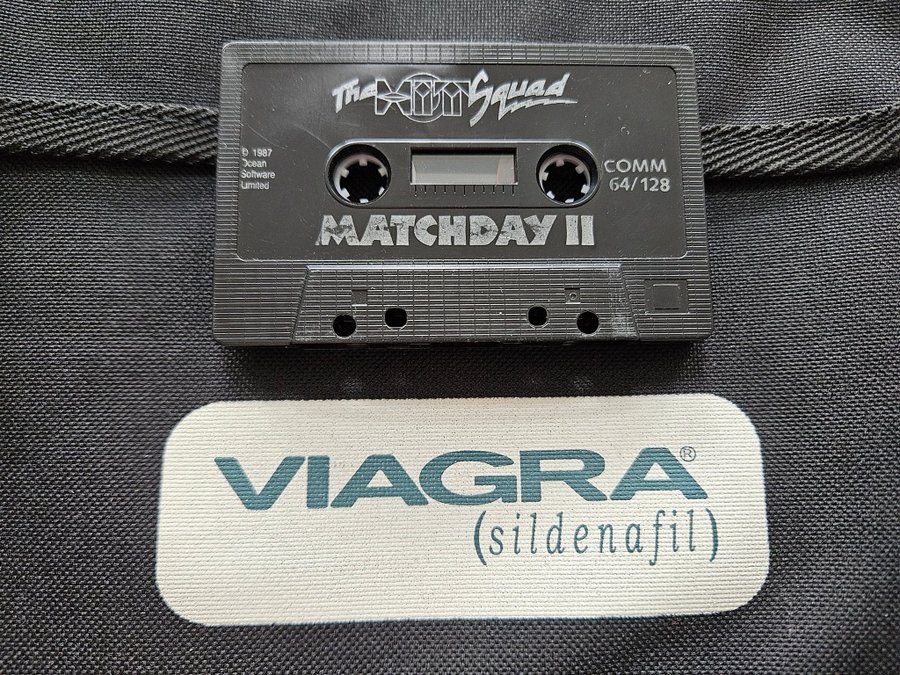 The HIT Squad
© 1987
Ocean
Software
Limited
COMM
64/128
MATCHDAY II
VIAGRA®
(sildenafil)